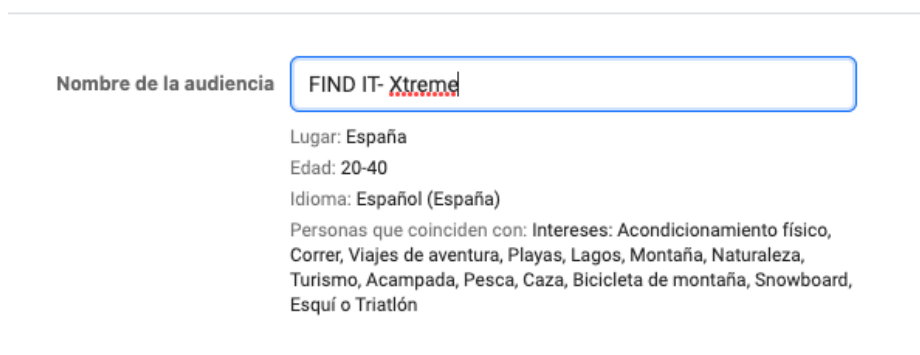 Nombre de la audiencia FIND IT- Xtreme
Lugar: España
Edad: 20-40
Idioma: Español (España)
Personas que coinciden con: Intereses: Acondicionamiento físico,
Correr, Viajes de aventura, Playas, Lagos, Montaña, Naturaleza,
Turismo, Acampada, Pesca, Caza, Bicicleta de montaña, Snowboard,
Esquí o Triatlón